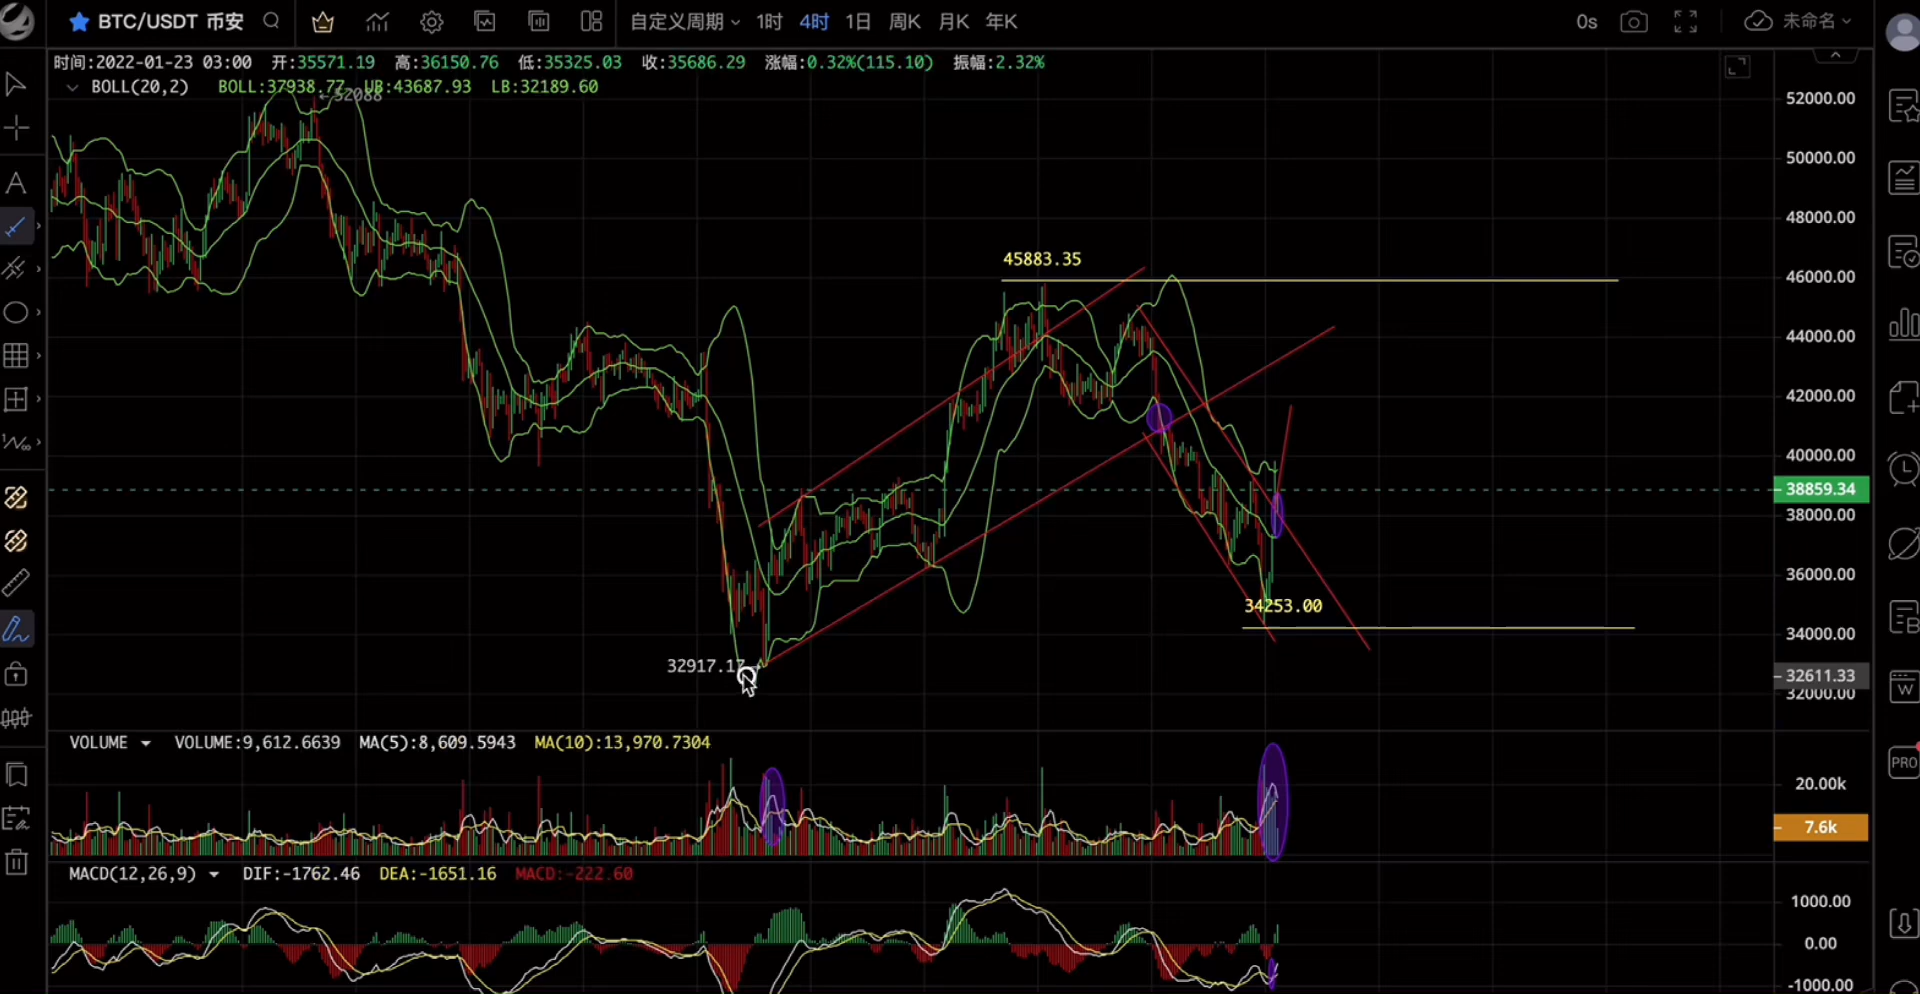 BTC/USDT 币安 自定义周期 1时 4时 1日 周K 月K 年K 0s 未命名
时间:2022-01-23 03:00 开:35571.19 高:36150.76 低:35325.03 收:35686.29 涨幅:0.32%(115.10) 振幅:2.32%
BOLL(20,2) BOLL:37938.77 UB:43687.93 LB:32189.60
←52088
52000.00
50000.00
48000.00
45883.35
46000.00
44000.00
42000.00
40000.00
38859.34
38000.00
36000.00
34253.00
34000.00
32917.17
32611.33
32000.00
VOLUME VOLUME:9,612.6639 MA(5):8,609.5943 MA(10):13,970.7304
20.00k
7.6k
MACD(12,26,9) DIF:-1762.46 DEA:-1651.16 MACD:-222.60
1000.00
0.00
-1000.00
A
B
W
PRO